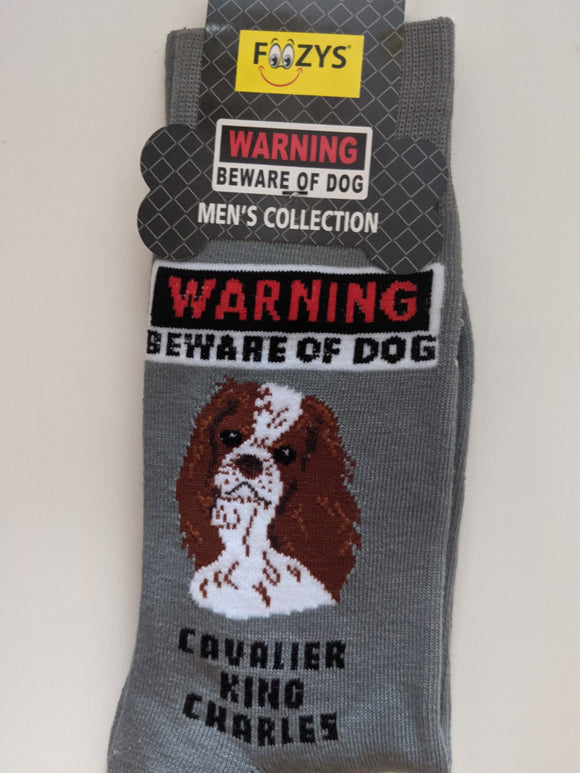 FOOZYS
WARNING
BEWARE OF DOG
MEN'S COLLECTION
WARNING
BEWARE OF DOG
CAVALIER
KING
CHARLES